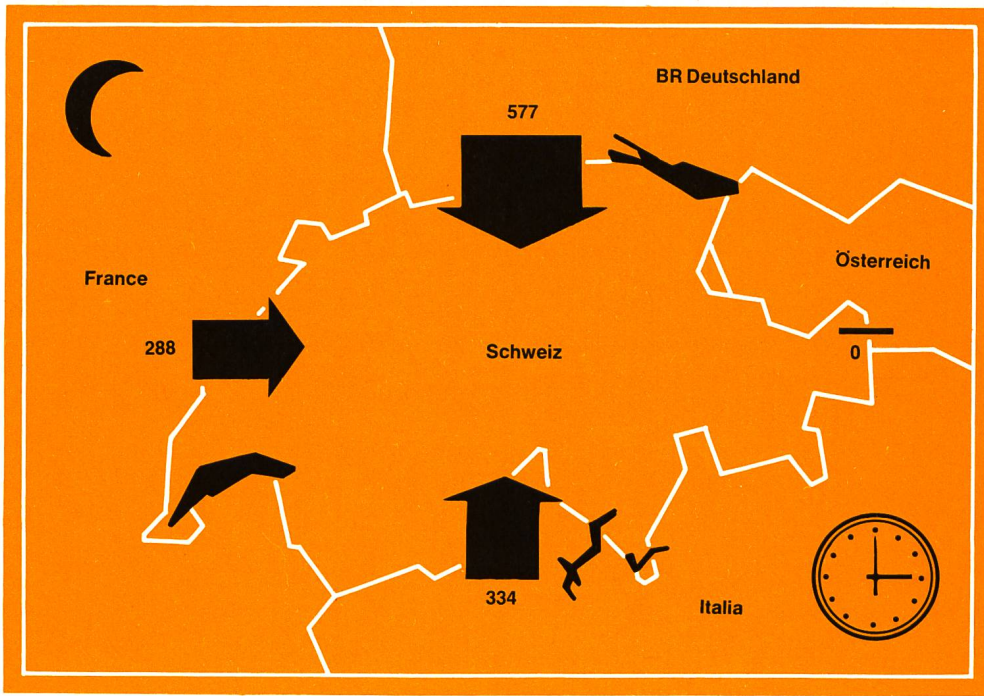 BR Deutschland
577
Österreich
France
288
Schweiz
0
334
Italia